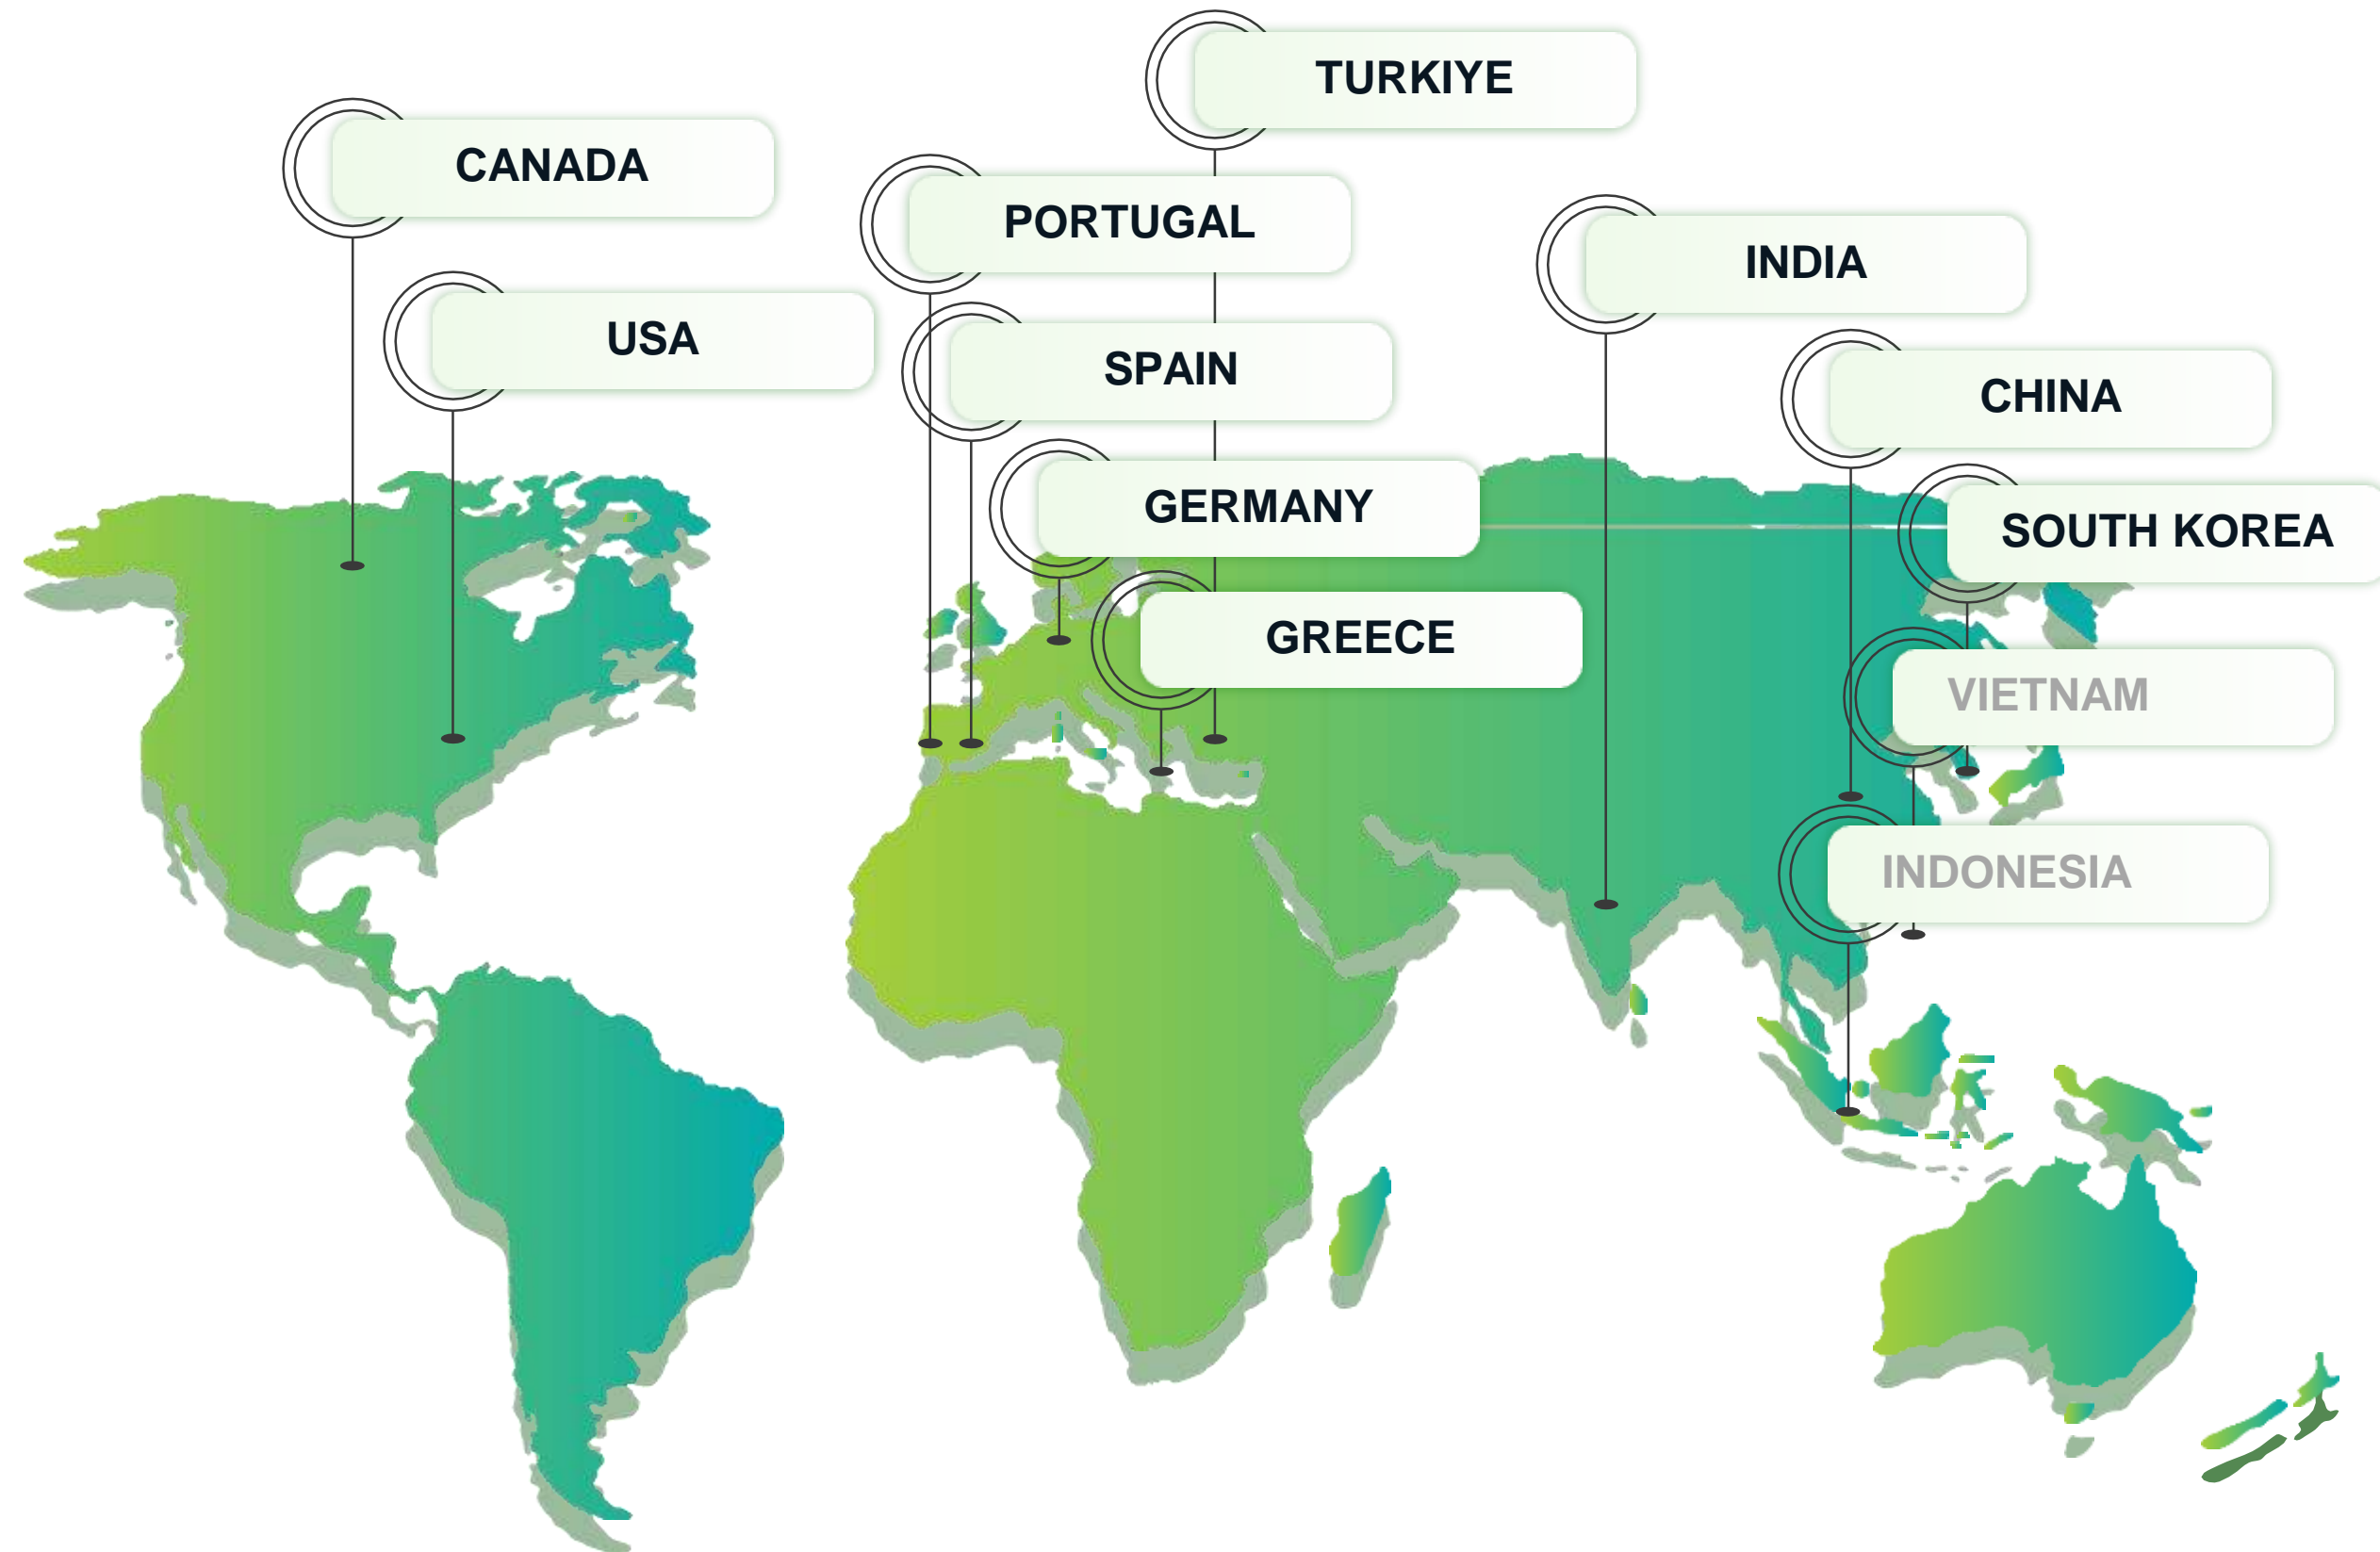 TURKIYE
CANADA
PORTUGAL
INDIA
USA
SPAIN
CHINA
GERMANY
SOUTH KOREA
GREECE
VIETNAM
INDONESIA